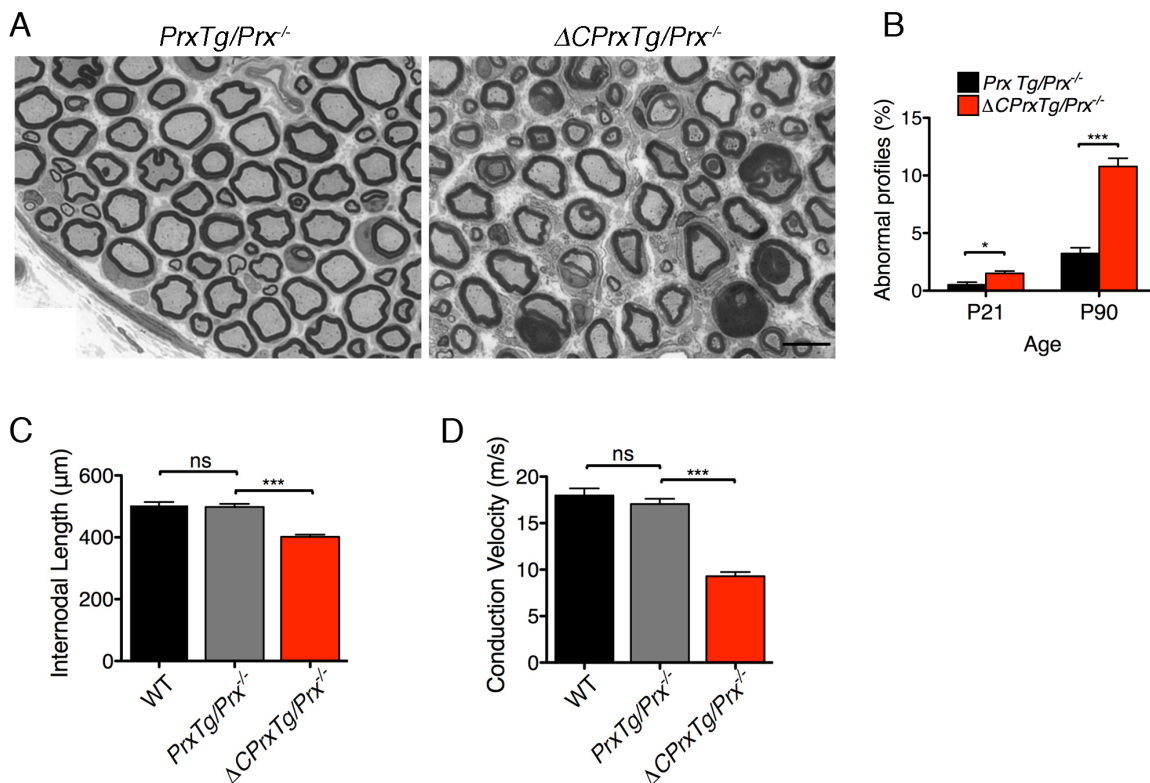 A
PrxTg/Prx-/-
ΔCPrxTg/Prx-/-
B
Prx Tg/Prx-/-
ΔCPrxTg/Prx-/-
Abnormal profiles (%)
15
10
5
0
*
***
P21
P90
Age
C
Internodal Length (μm)
600
400
200
0
ns
***
WT
PrxTg/Prx-/-
ΔCPrxTg/Prx-/-
D
Conduction Velocity (m/s)
20
15
10
5
0
ns
***
WT
PrxTg/Prx-/-
ΔCPrxTg/Prx-/-